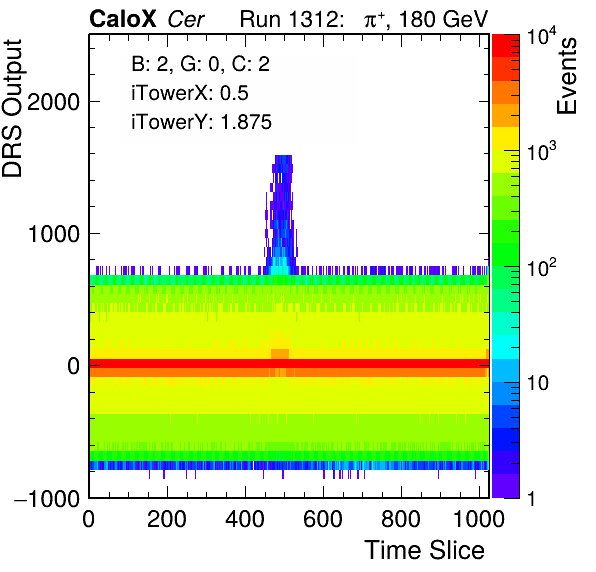 CaloX Cer Run 1312: π⁺, 180 GeV
B: 2, G: 0, C: 2
iTowerX: 0.5
iTowerY: 1.875
DRS Output
2000
1000
0
−1000
0 200 400 600 800 1000
Time Slice
Events
10⁴
10³
10²
10
1